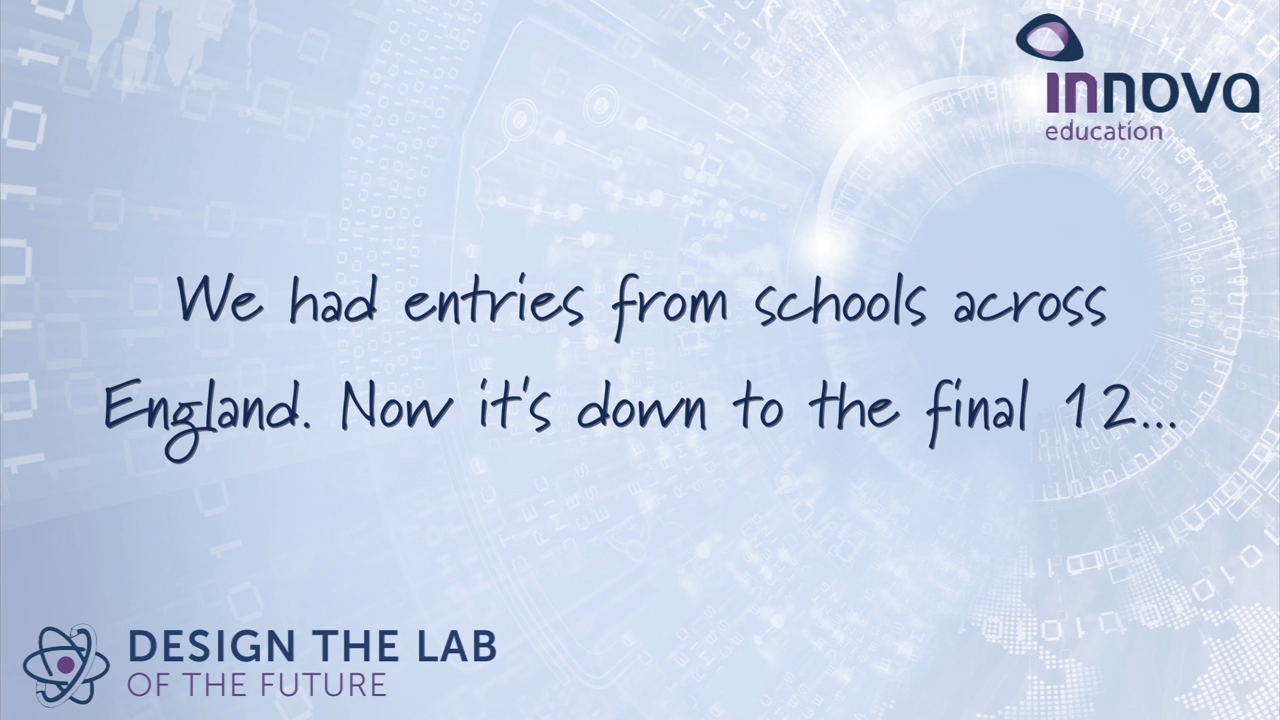 innova
education
We had entries from schools across
England. Now it's down to the final 12...
DESIGN THE LAB
OF THE FUTURE